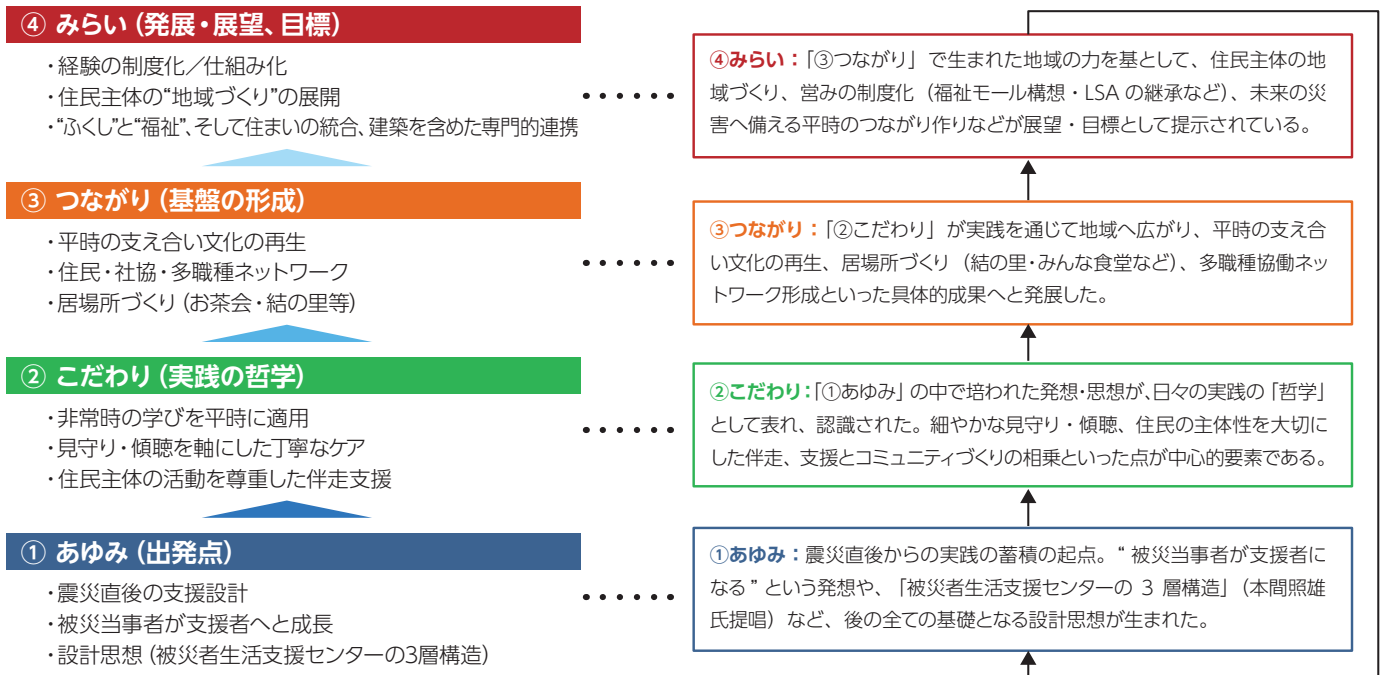 ④ みらい（発展・展望、目標）
・経験の制度化／仕組み化
・住民主体の“地域づくり”の展開
・“ふくし”と“福祉”、そして住まいの統合、建築を含めた専門的連携
④みらい：「③つながり」で生まれた地域の力を基として、住民主体の地
域づくり、営みの制度化（福祉モール構想・LSA の継承など）、未来の災
害へ備える平時のつながり作りなどが展望・目標として提示されている。
③ つながり（基盤の形成）
・平時の支え合い文化の再生
・住民・社協・多職種ネットワーク
・居場所づくり（お茶会・結の里等）
③つながり：「②こだわり」が実践を通じて地域へ広がり、平時の支え合
い文化の再生、居場所づくり（結の里・みんな食堂など）、多職種協働ネッ
トワーク形成といった具体的成果へと発展した。
② こだわり（実践の哲学）
・非常時の学びを平時に適用
・見守り・傾聴を軸にした丁寧なケア
・住民主体の活動を尊重した伴走支援
②こだわり：「①あゆみ」の中で培われた発想・思想が、日々の実践の「哲学」
として表れ、認識された。細やかな見守り・傾聴、住民の主体性を大切に
した伴走、支援とコミュニティづくりの相乗といった点が中心的要素である。
① あゆみ（出発点）
・震災直後の支援設計
・被災当事者が支援者へと成長
・設計思想（被災者生活支援センターの3層構造）
①あゆみ：震災直後からの実践の蓄積の起点。“ 被災当事者が支援者に
なる ” という発想や、「被災者生活支援センターの 3 層構造」（本間照雄
氏提唱）など、後の全ての基礎となる設計思想が生まれた。